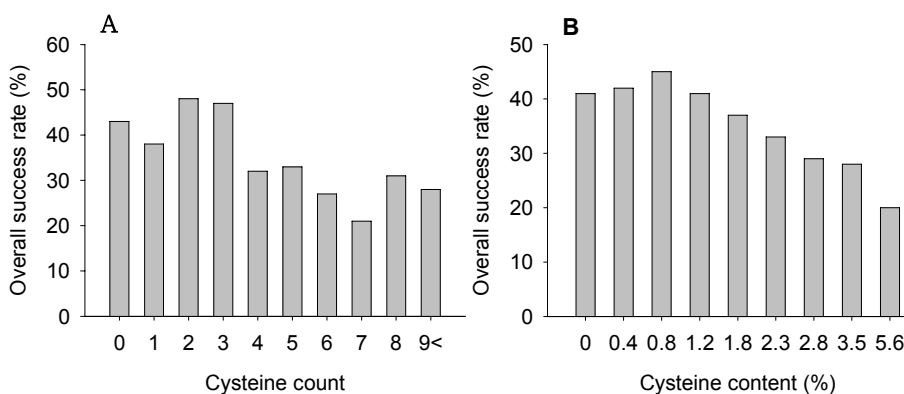 A
Overall success rate (%)
60
50
40
30
20
10
0
0 1 2 3 4 5 6 7 8 9<
Cysteine count
B
Overall success rate (%)
50
40
30
20
10
0
0 0.4 0.8 1.2 1.8 2.3 2.8 3.5 5.6
Cysteine content (%)